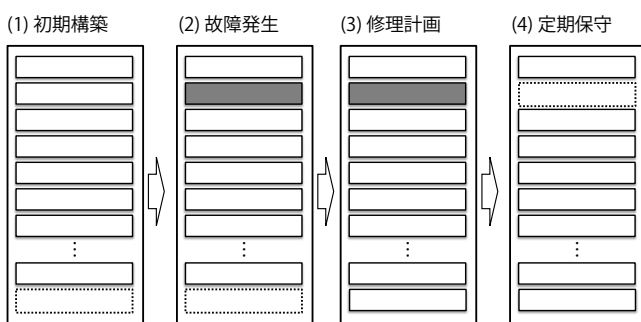 (1) 初期構築
(2) 故障発生
(3) 修理計画
(4) 定期保守